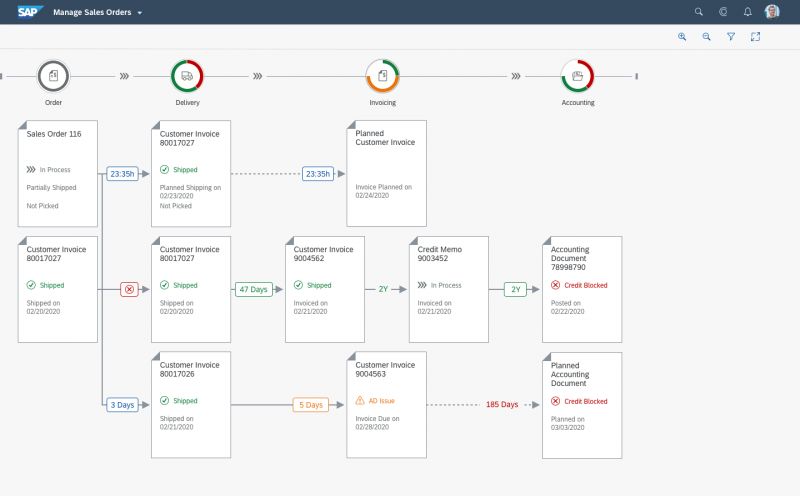 SAP Manage Sales Orders
Order
Delivery
Invoicing
Accounting
Sales Order 116
In Process
Partially Shipped
Not Picked
23:35h
Customer Invoice
80017027
Shipped
Planned Shipping on
02/23/2020
Not Picked
23:35h
Planned
Customer Invoice
Invoice Planned on
02/24/2020
Customer Invoice
80017027
Shipped
Shipped on
02/20/2020
Customer Invoice
80017027
Shipped
Shipped on
02/20/2020
47 Days
Customer Invoice
9004562
Shipped
Invoiced on
02/21/2020
2Y
Credit Memo
9003452
In Process
Invoiced on
02/21/2020
2Y
Accounting
Document
78998790
Credit Blocked
Posted on
02/22/2020
3 Days
Customer Invoice
80017026
Shipped
Shipped on
02/21/2020
5 Days
Customer Invoice
9004563
AD Issue
Invoice Due on
02/28/2020
185 Days
Planned
Accounting
Document
Credit Blocked
Planned on
03/03/2020